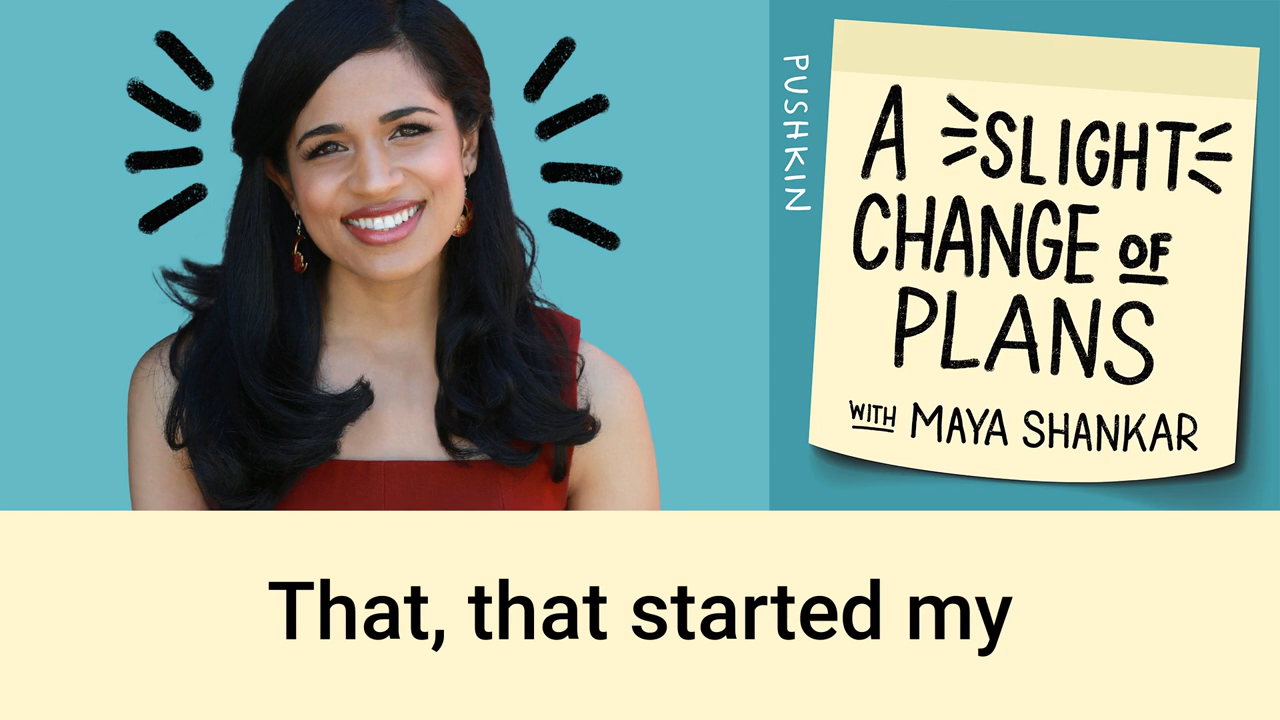 PUSHKIN
A SLIGHT
CHANGE OF
PLANS
WITH MAYA SHANKAR
That, that started my